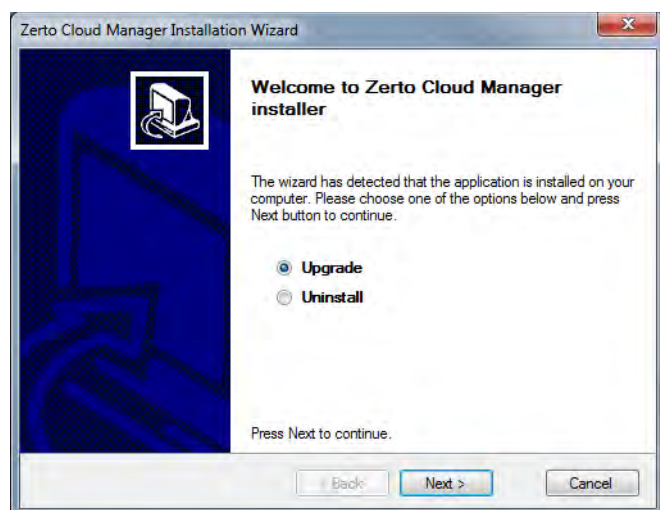 Zerto Cloud Manager Installation Wizard
Welcome to Zerto Cloud Manager
installer
The wizard has detected that the application is installed on your
computer. Please choose one of the options below and press
Next button to continue.
Upgrade
Uninstall
Press Next to continue.
< Back
Next >
Cancel